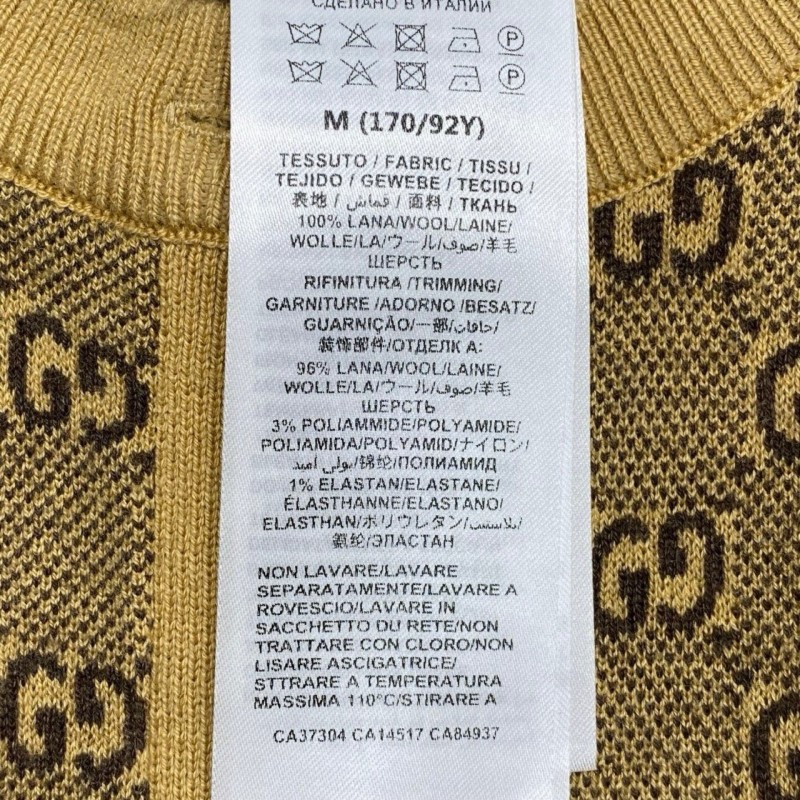 СДЕЛАНО В ИТАЛИИ
P
P
M (170/92Y)
TESSUTO / FABRIC / TISSU /
TEJIDO / GEWEBE / TECIDO /
表地 / قماش / 面料 / ТКАНЬ
100% LANA/WOOL/LAINE/
WOLLE/LA/ウール/صوف/羊毛
ШЕРСТЬ
RIFINITURA /TRIMMING/
GARNITURE /ADORNO /BESATZ/
GUARNIÇÃO/一部/حافات/
装饰部件/ОТДЕЛК А:
96% LANA/WOOL/LAINE/
WOLLE/LA/ウール/صوف/羊毛
ШЕРСТЬ
3% POLIAMMIDE/POLYAMIDE/
POLIAMIDA/POLYAMID/ナイロン/
بولي اميد/锦纶/ПОЛИАМИД
1% ELASTAN/ELASTANE/
ÉLASTHANNE/ELASTANO/
ELASTHAN/ポリウレタン/
氨纶/ЭЛАСТАН
NON LAVARE/LAVARE
SEPARATAMENTE/LAVARE A
ROVESCIO/LAVARE IN
SACCHETTO DU RETE/NON
TRATTARE CON CLORO/NON
LISARE ASCIGATRICE/
STTRARE A TEMPERATURA
MASSIMA 110°C/STIRARE A
CA37304 CA14517 CA84937